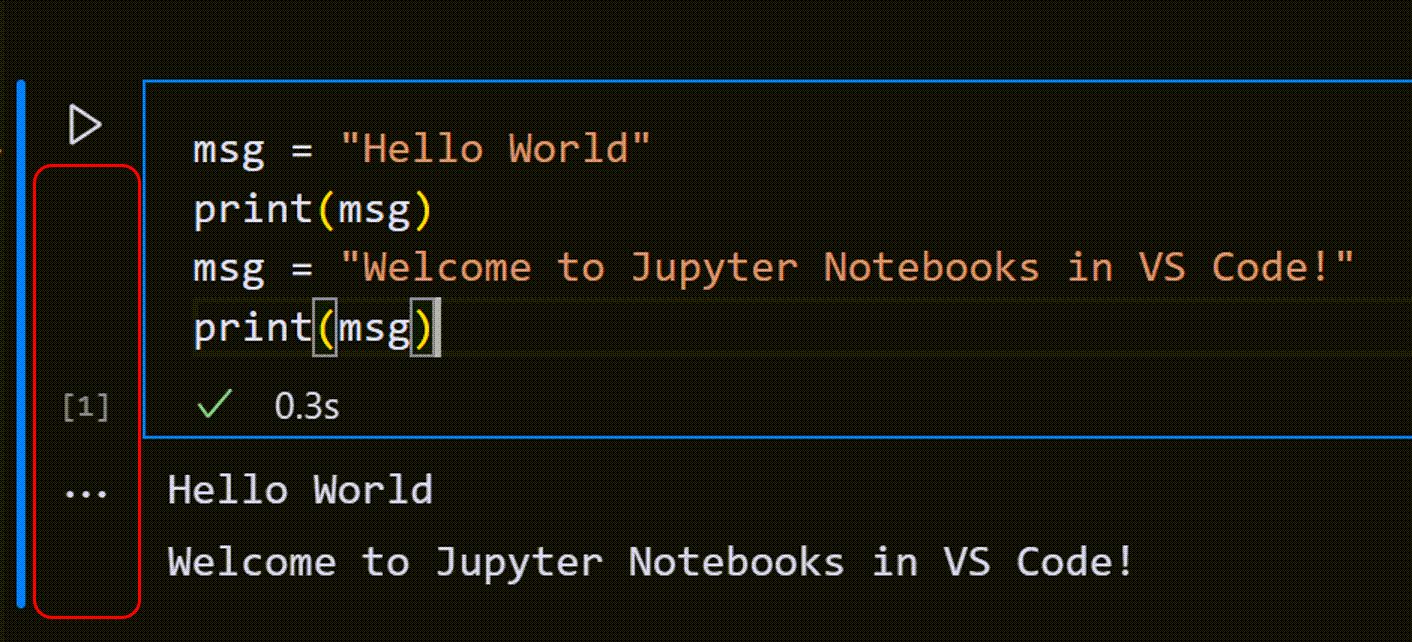 msg = "Hello World"
print(msg)
msg = "Welcome to Jupyter Notebooks in VS Code!"
print(msg)
[1] 0.3s
... Hello World
Welcome to Jupyter Notebooks in VS Code!